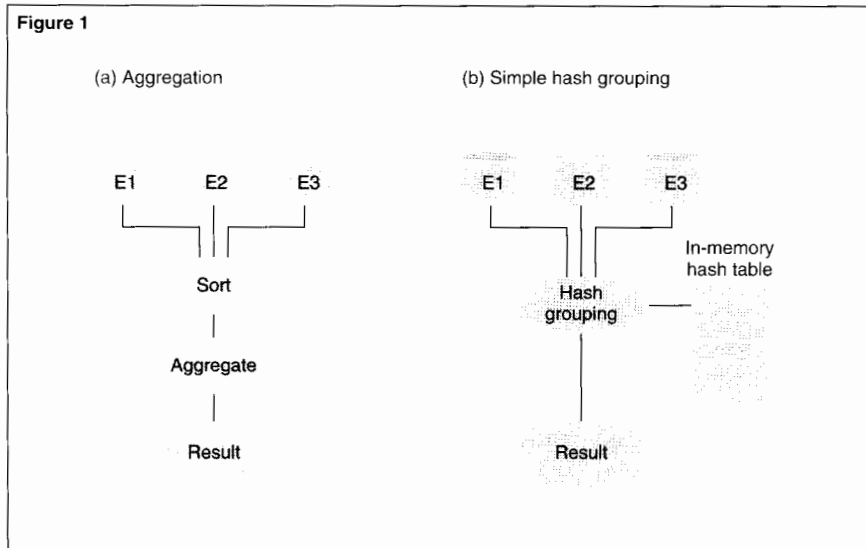 Figure 1
(a) Aggregation
E1 E2 E3
Sort
Aggregate
Result
(b) Simple hash grouping
E1 E2 E3
In-memory
hash table
Hash
grouping
Result